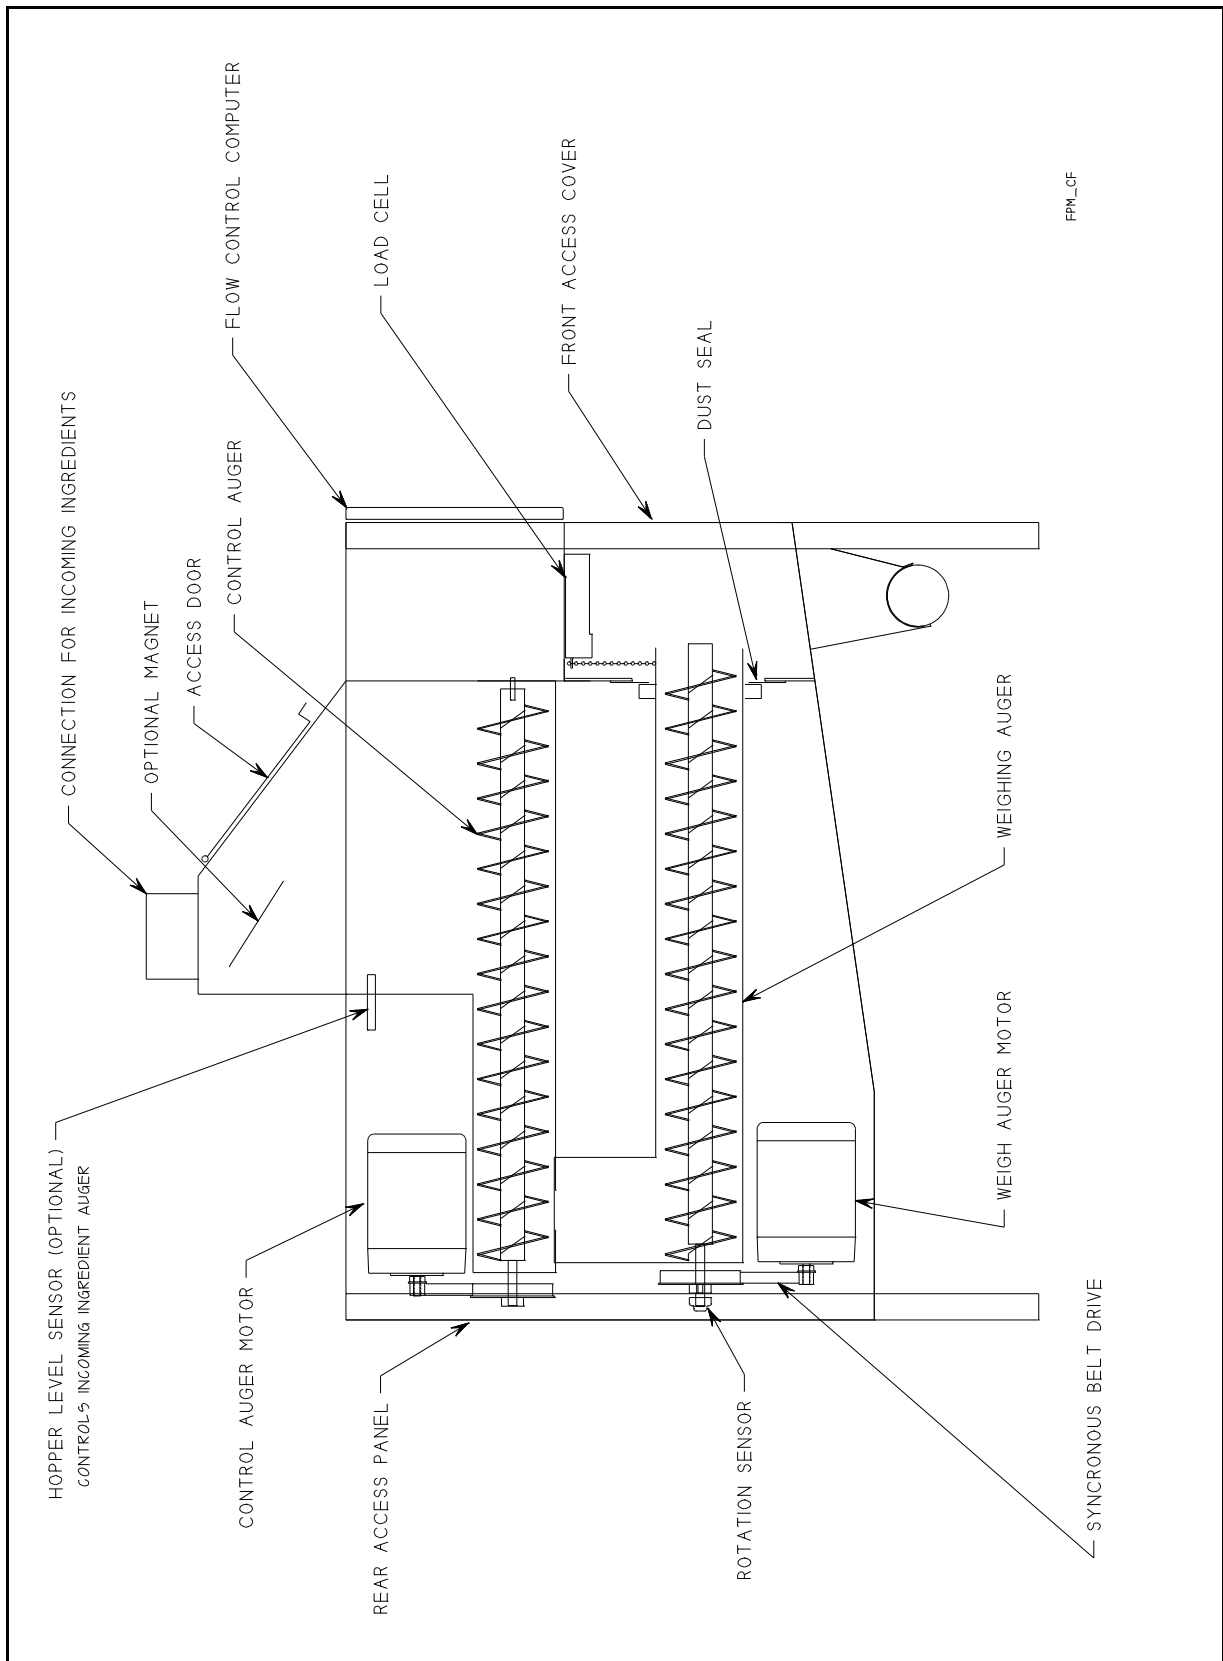 HOPPER LEVEL SENSOR (OPTIONAL)
CONTROLS INCOMING INGREDIENT AUGER
CONNECTION FOR INCOMING INGREDIENTS
OPTIONAL MAGNET
ACCESS DOOR
CONTROL AUGER
FLOW CONTROL COMPUTER
CONTROL AUGER MOTOR
LOAD CELL
REAR ACCESS PANEL
FRONT ACCESS COVER
DUST SEAL
ROTATION SENSOR
WEIGHING AUGER
WEIGH AUGER MOTOR
SYNCRONOUS BELT DRIVE
FPM_CF